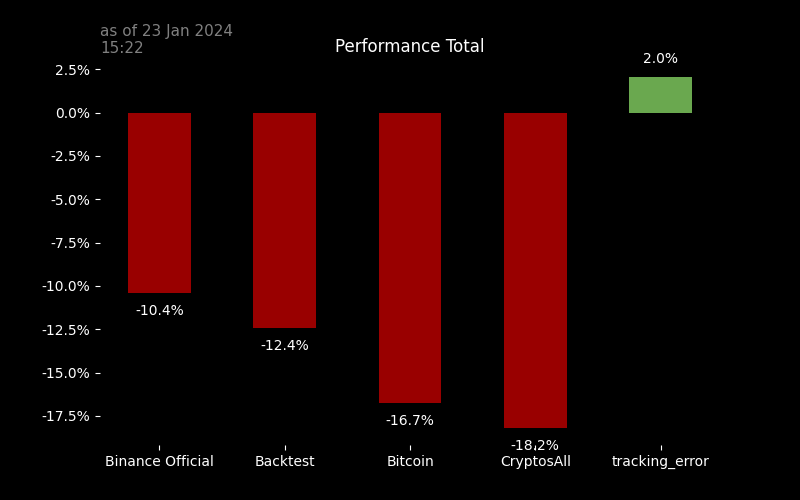 as of 23 Jan 2024
15:22
Performance Total
2.5%
0.0%
-2.5%
-5.0%
-7.5%
-10.0%
-12.5%
-15.0%
-17.5%
2.0%
-10.4%
-12.4%
-16.7%
-18.2%
Binance Official
Backtest
Bitcoin
CryptosAll
tracking_error